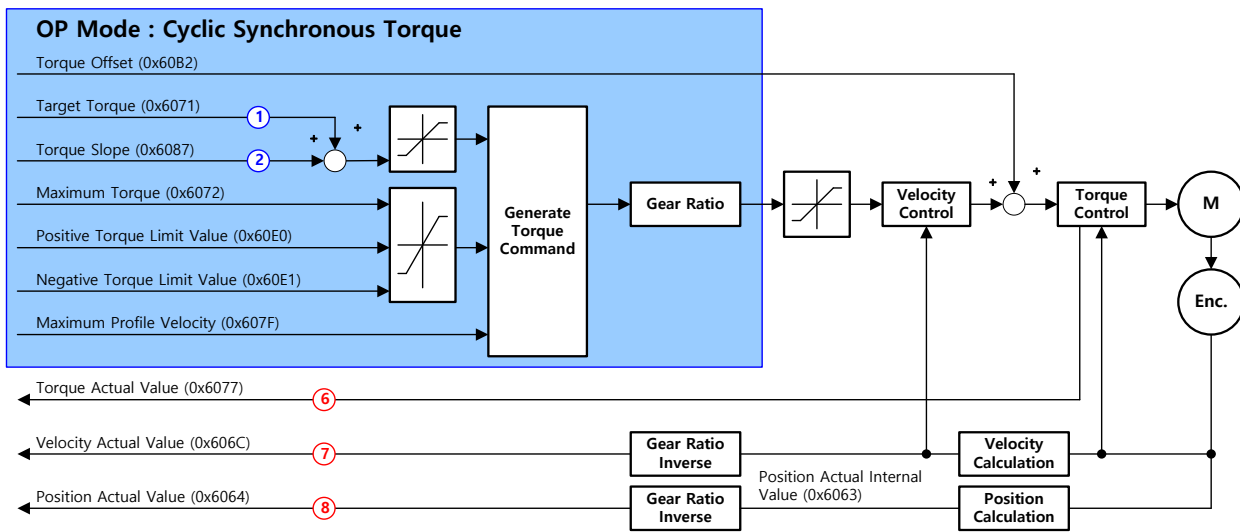 OP Mode : Cyclic Synchronous Torque
Torque Offset (0x60B2)
Target Torque (0x6071)
1
+
+
Torque Slope (0x6087)
2
Maximum Torque (0x6072)
Positive Torque Limit Value (0x60E0)
Negative Torque Limit Value (0x60E1)
Maximum Profile Velocity (0x607F)
Generate
Torque
Command
Gear Ratio
Velocity
Control
+
+
Torque
Control
M
Enc.
Torque Actual Value (0x6077)
6
Velocity Actual Value (0x606C)
7
Gear Ratio
Inverse
Velocity
Calculation
Position Actual Internal
Value (0x6063)
Position Actual Value (0x6064)
8
Gear Ratio
Inverse
Position
Calculation